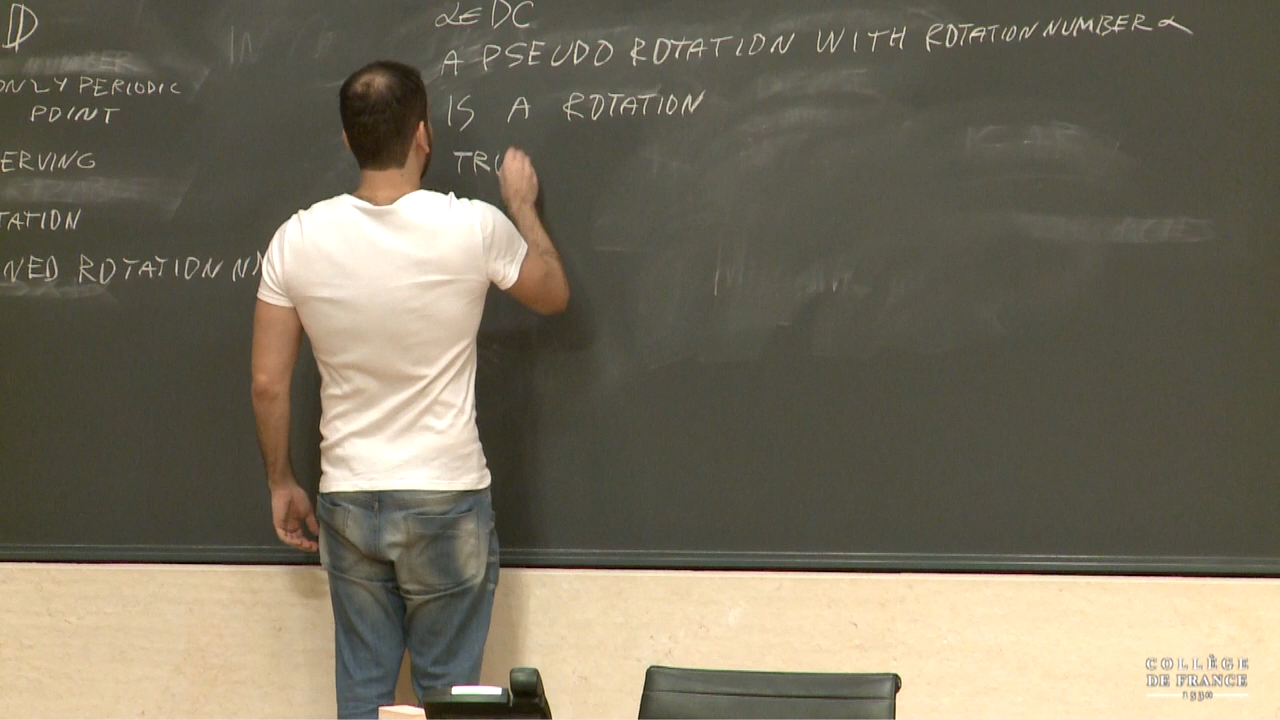 D
ONLY PERIODIC
POINT
ERVING
TATION
NED ROTATION
α∈DC
A PSEUDO ROTATION WITH ROTATION NUMBER α
IS A ROTATION
TRU
COLLÈGE
DE FRANCE
1530